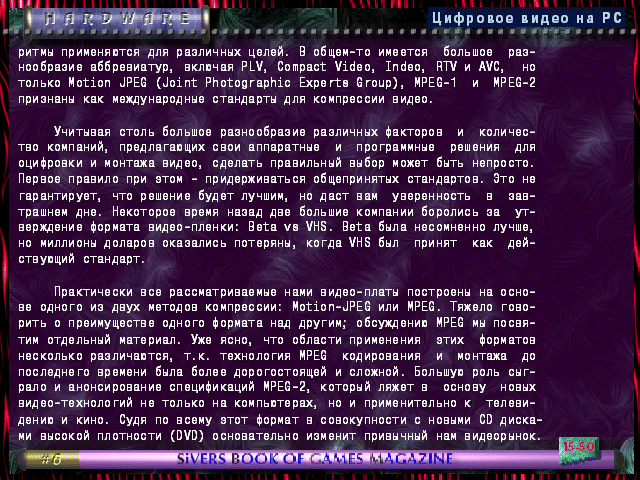 HARDWARE
Цифровое видео на PC
ритмы применяются для различных целей. В общем-то имеется большое раз-
нообразие аббревиатур, включая PLV, Compact Video, Indeo, RTV и AVC, но
только Motion JPEG (Joint Photographic Experts Group), MPEG-1 и MPEG-2
признаны как международные стандарты для компрессии видео.
Учитывая столь большое разнообразие различных факторов и количес-
тво компаний, предлагающих свои аппаратные и программные решения для
оцифровки и монтажа видео, сделать правильный выбор может быть непросто.
Первое правило при этом - придерживаться общепринятых стандартов. Это не
гарантирует, что решение будет лучшим, но даст вам уверенность в зав-
трашнем дне. Некоторое время назад две большие компании боролись за ут-
верждение формата видео-пленки: Beta vs VHS. Beta была несомненно лучше,
но миллионы доларов оказались потеряны, когда VHS был принят как дей-
ствующий стандарт.
Практически все рассматриваемые нами видео-платы построены на осно-
ве одного из двух методов компрессии: Motion-JPEG или MPEG. Тяжело гово-
рить о преимуществе одного формата над другим; обсуждению MPEG мы посвя-
тим отдельный материал. Уже ясно, что области применения этих форматов
несколько различаются, т.к. технология MPEG кодирования и монтажа до
последнего времени была более дорогостоящей и сложной. Большую роль сыг-
рало и анонсирование спецификаций MPEG-2, который ляжет в основу новых
видео-технологий не только на компьютерах, но и применительно к телеви-
дению и кино. Судя по всему этот формат в совокупности с новыми CD диска-
ми высокой плотности (DVD) основательно изменит привычный нам видеорынок.
15-50
#6
SiVERS BOOK OF GAMES MAGAZINE